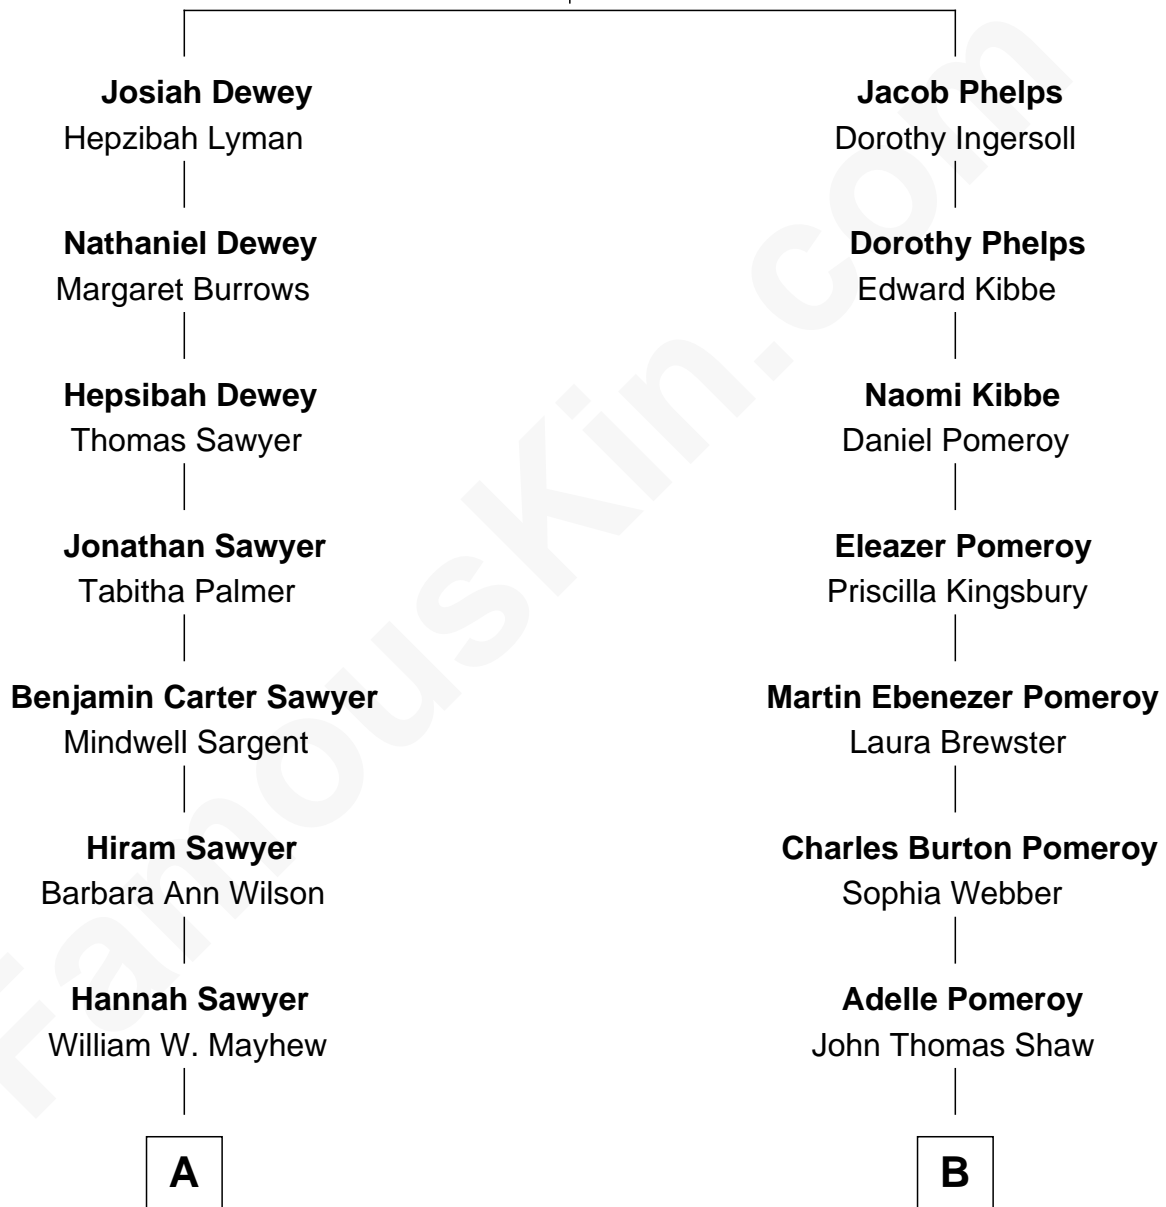 Josiah Dewey
Hepzibah Lyman
Nathaniel Dewey
Margaret Burrows
Hepsibah Dewey
Thomas Sawyer
Jonathan Sawyer
Tabitha Palmer
Benjamin Carter Sawyer
Mindwell Sargent
Hiram Sawyer
Barbara Ann Wilson
Hannah Sawyer
William W. Mayhew
A
Jacob Phelps
Dorothy Ingersoll
Dorothy Phelps
Edward Kibbe
Naomi Kibbe
Daniel Pomeroy
Eleazer Pomeroy
Priscilla Kingsbury
Martin Ebenezer Pomeroy
Laura Brewster
Charles Burton Pomeroy
Sophia Webber
Adelle Pomeroy
John Thomas Shaw
B
FamousKin.com